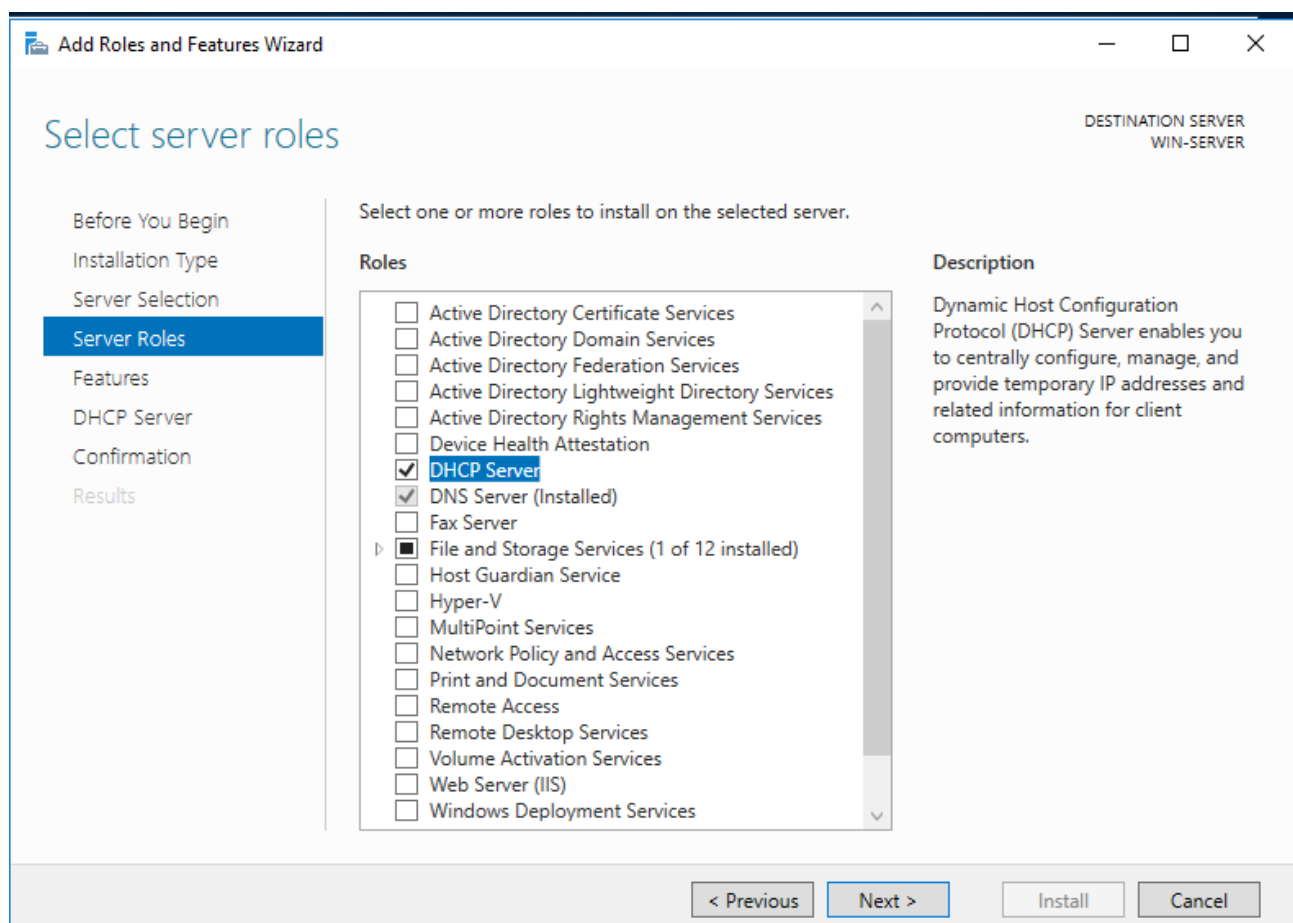 Add Roles and Features Wizard
Select server roles
DESTINATION SERVER
WIN-SERVER
Before You Begin
Installation Type
Server Selection
Server Roles
Features
DHCP Server
Confirmation
Results
Select one or more roles to install on the selected server.
Roles
Active Directory Certificate Services
Active Directory Domain Services
Active Directory Federation Services
Active Directory Lightweight Directory Services
Active Directory Rights Management Services
Device Health Attestation
DHCP Server
DNS Server (Installed)
Fax Server
File and Storage Services (1 of 12 installed)
Host Guardian Service
Hyper-V
MultiPoint Services
Network Policy and Access Services
Print and Document Services
Remote Access
Remote Desktop Services
Volume Activation Services
Web Server (IIS)
Windows Deployment Services
Description
Dynamic Host Configuration
Protocol (DHCP) Server enables you
to centrally configure, manage, and
provide temporary IP addresses and
related information for client
computers.
< Previous
Next >
Install
Cancel